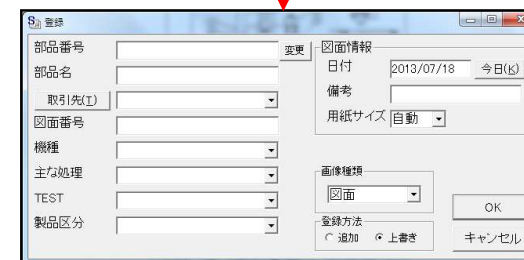 登録
部品番号
変更
部品名
取引先(T)
図面番号
機種
主な処理
TEST
製品区分
図面情報
日付
2013/07/18
今日(K)
備考
用紙サイズ
自動
画像種類
図面
登録方法
追加
上書き
OK
キャンセル